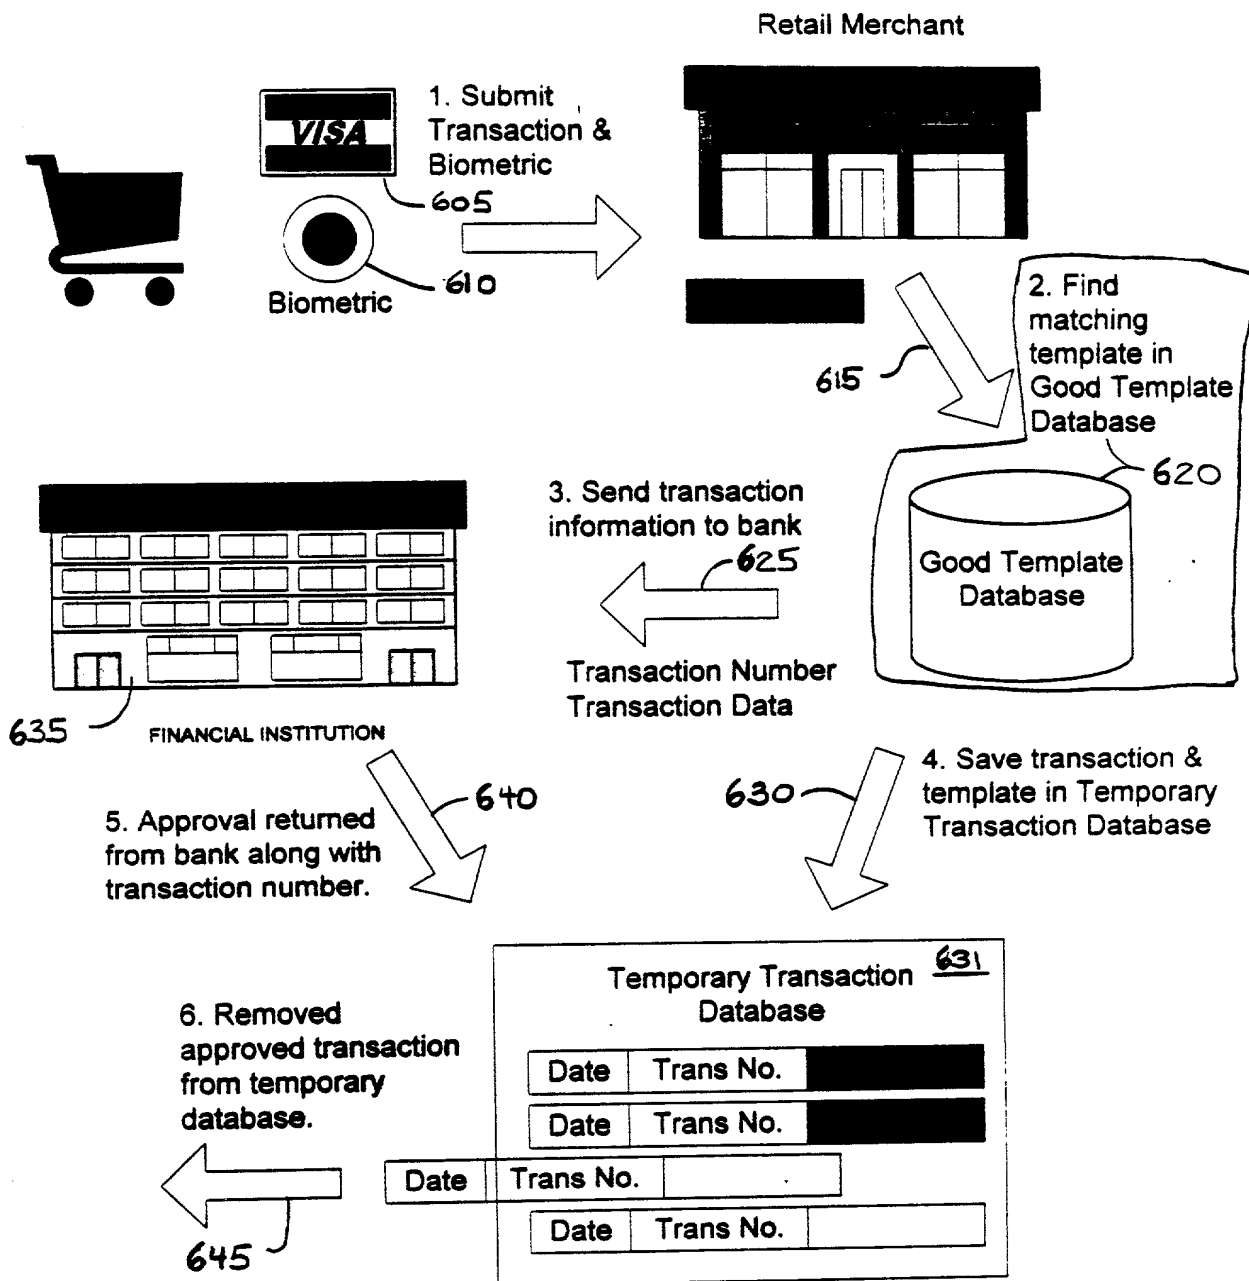 Retail Merchant
1. Submit
Transaction &
Biometric
VISA
605
610
Biometric
2. Find
matching
template in
Good Template
Database
615
620
Good Template
Database
3. Send transaction
information to bank
625
Transaction Number
Transaction Data
635
FINANCIAL INSTITUTION
4. Save transaction &
template in Temporary
Transaction Database
630
640
5. Approval returned
from bank along with
transaction number.
631
Temporary Transaction
Database
Date Trans No.
Date Trans No.
Date Trans No.
Date Trans No.
6. Removed
approved transaction
from temporary
database.
645